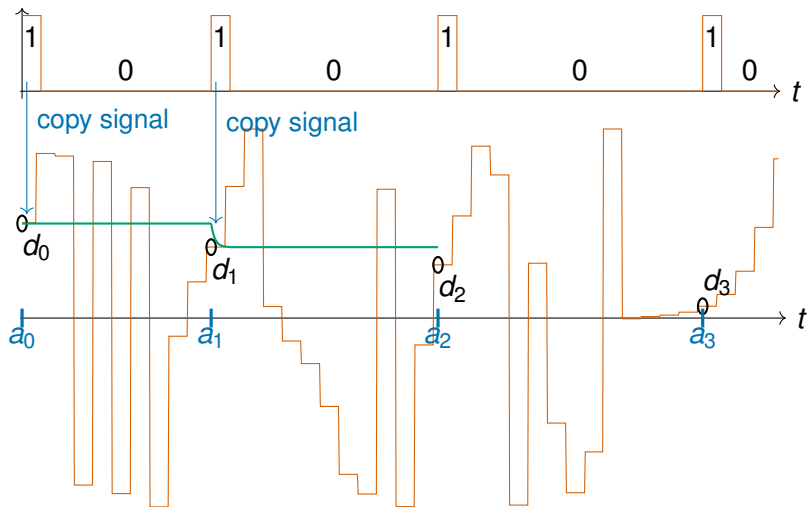 1 1 1 1
0 0 0 0
t
copy signal copy signal
d0 d1 d2 d3
t
a0 a1 a2 a3